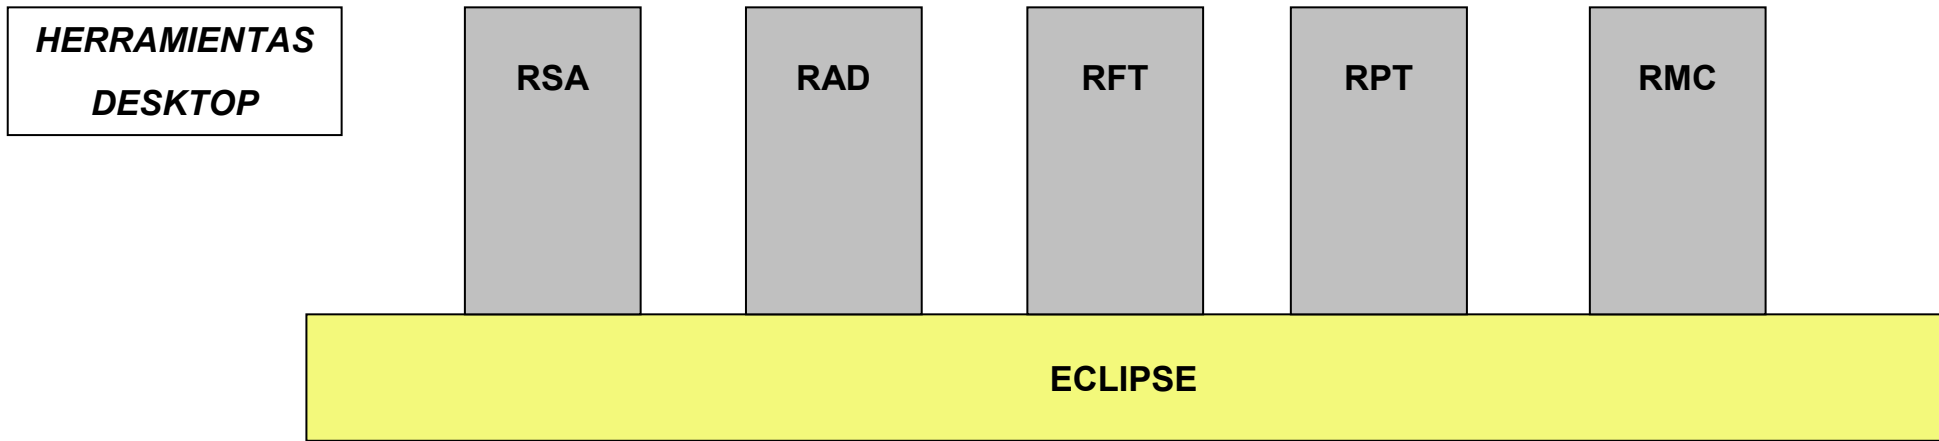 HERRAMIENTAS
DESKTOP
RSA
RAD
RFT
RPT
RMC
ECLIPSE